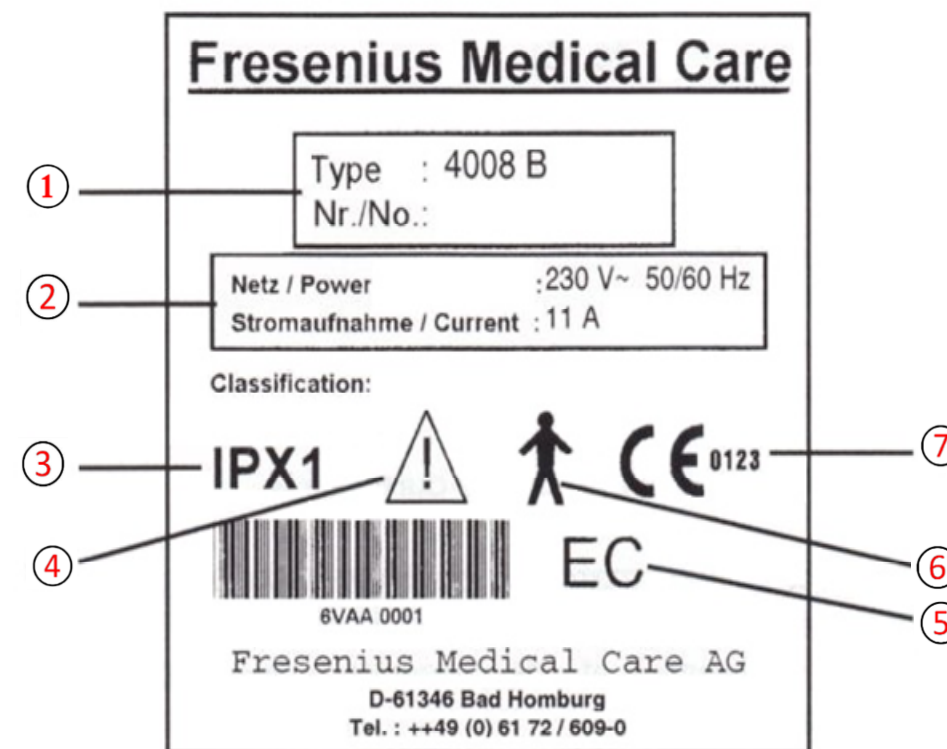 Fresenius Medical Care
1
Type : 4008 B
Nr./No.:
2
Netz / Power : 230 V~ 50/60 Hz
Stromaufnahme / Current : 11 A
Classification:
3
IPX1
!
CE 0123
7
4
6VAA 0001
EC
6
5
Fresenius Medical Care AG
D-61346 Bad Homburg
Tel. : ++49 (0) 61 72 / 609-0